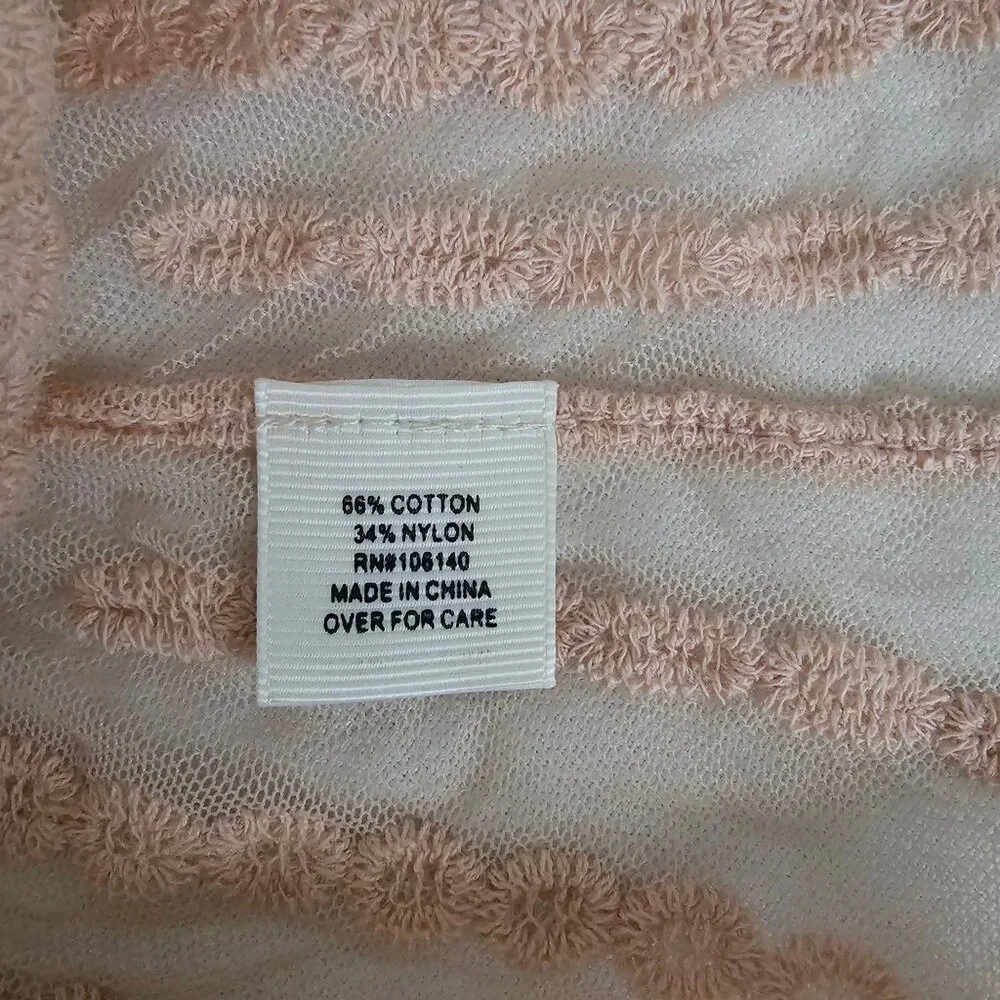 66% COTTON
34% NYLON
RN#106140
MADE IN CHINA
OVER FOR CARE